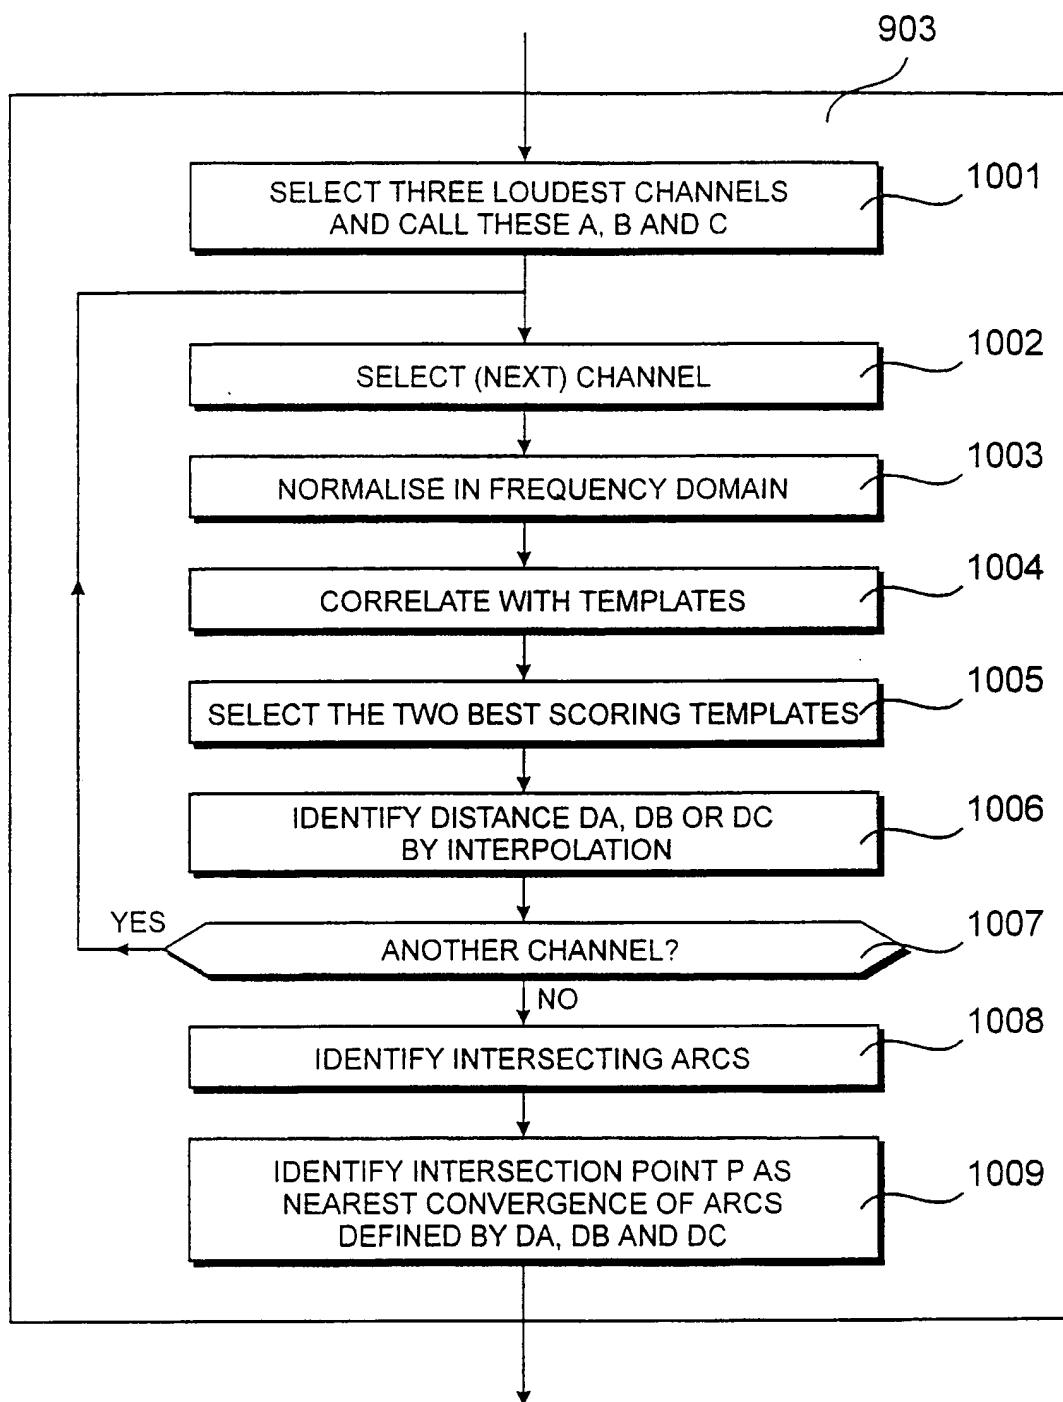 903
SELECT THREE LOUDEST CHANNELS
AND CALL THESE A, B AND C
1001
SELECT (NEXT) CHANNEL
1002
NORMALISE IN FREQUENCY DOMAIN
1003
CORRELATE WITH TEMPLATES
1004
SELECT THE TWO BEST SCORING TEMPLATES
1005
IDENTIFY DISTANCE DA, DB OR DC
BY INTERPOLATION
1006
YES
ANOTHER CHANNEL?
1007
NO
IDENTIFY INTERSECTING ARCS
1008
IDENTIFY INTERSECTION POINT P AS
NEAREST CONVERGENCE OF ARCS
DEFINED BY DA, DB AND DC
1009